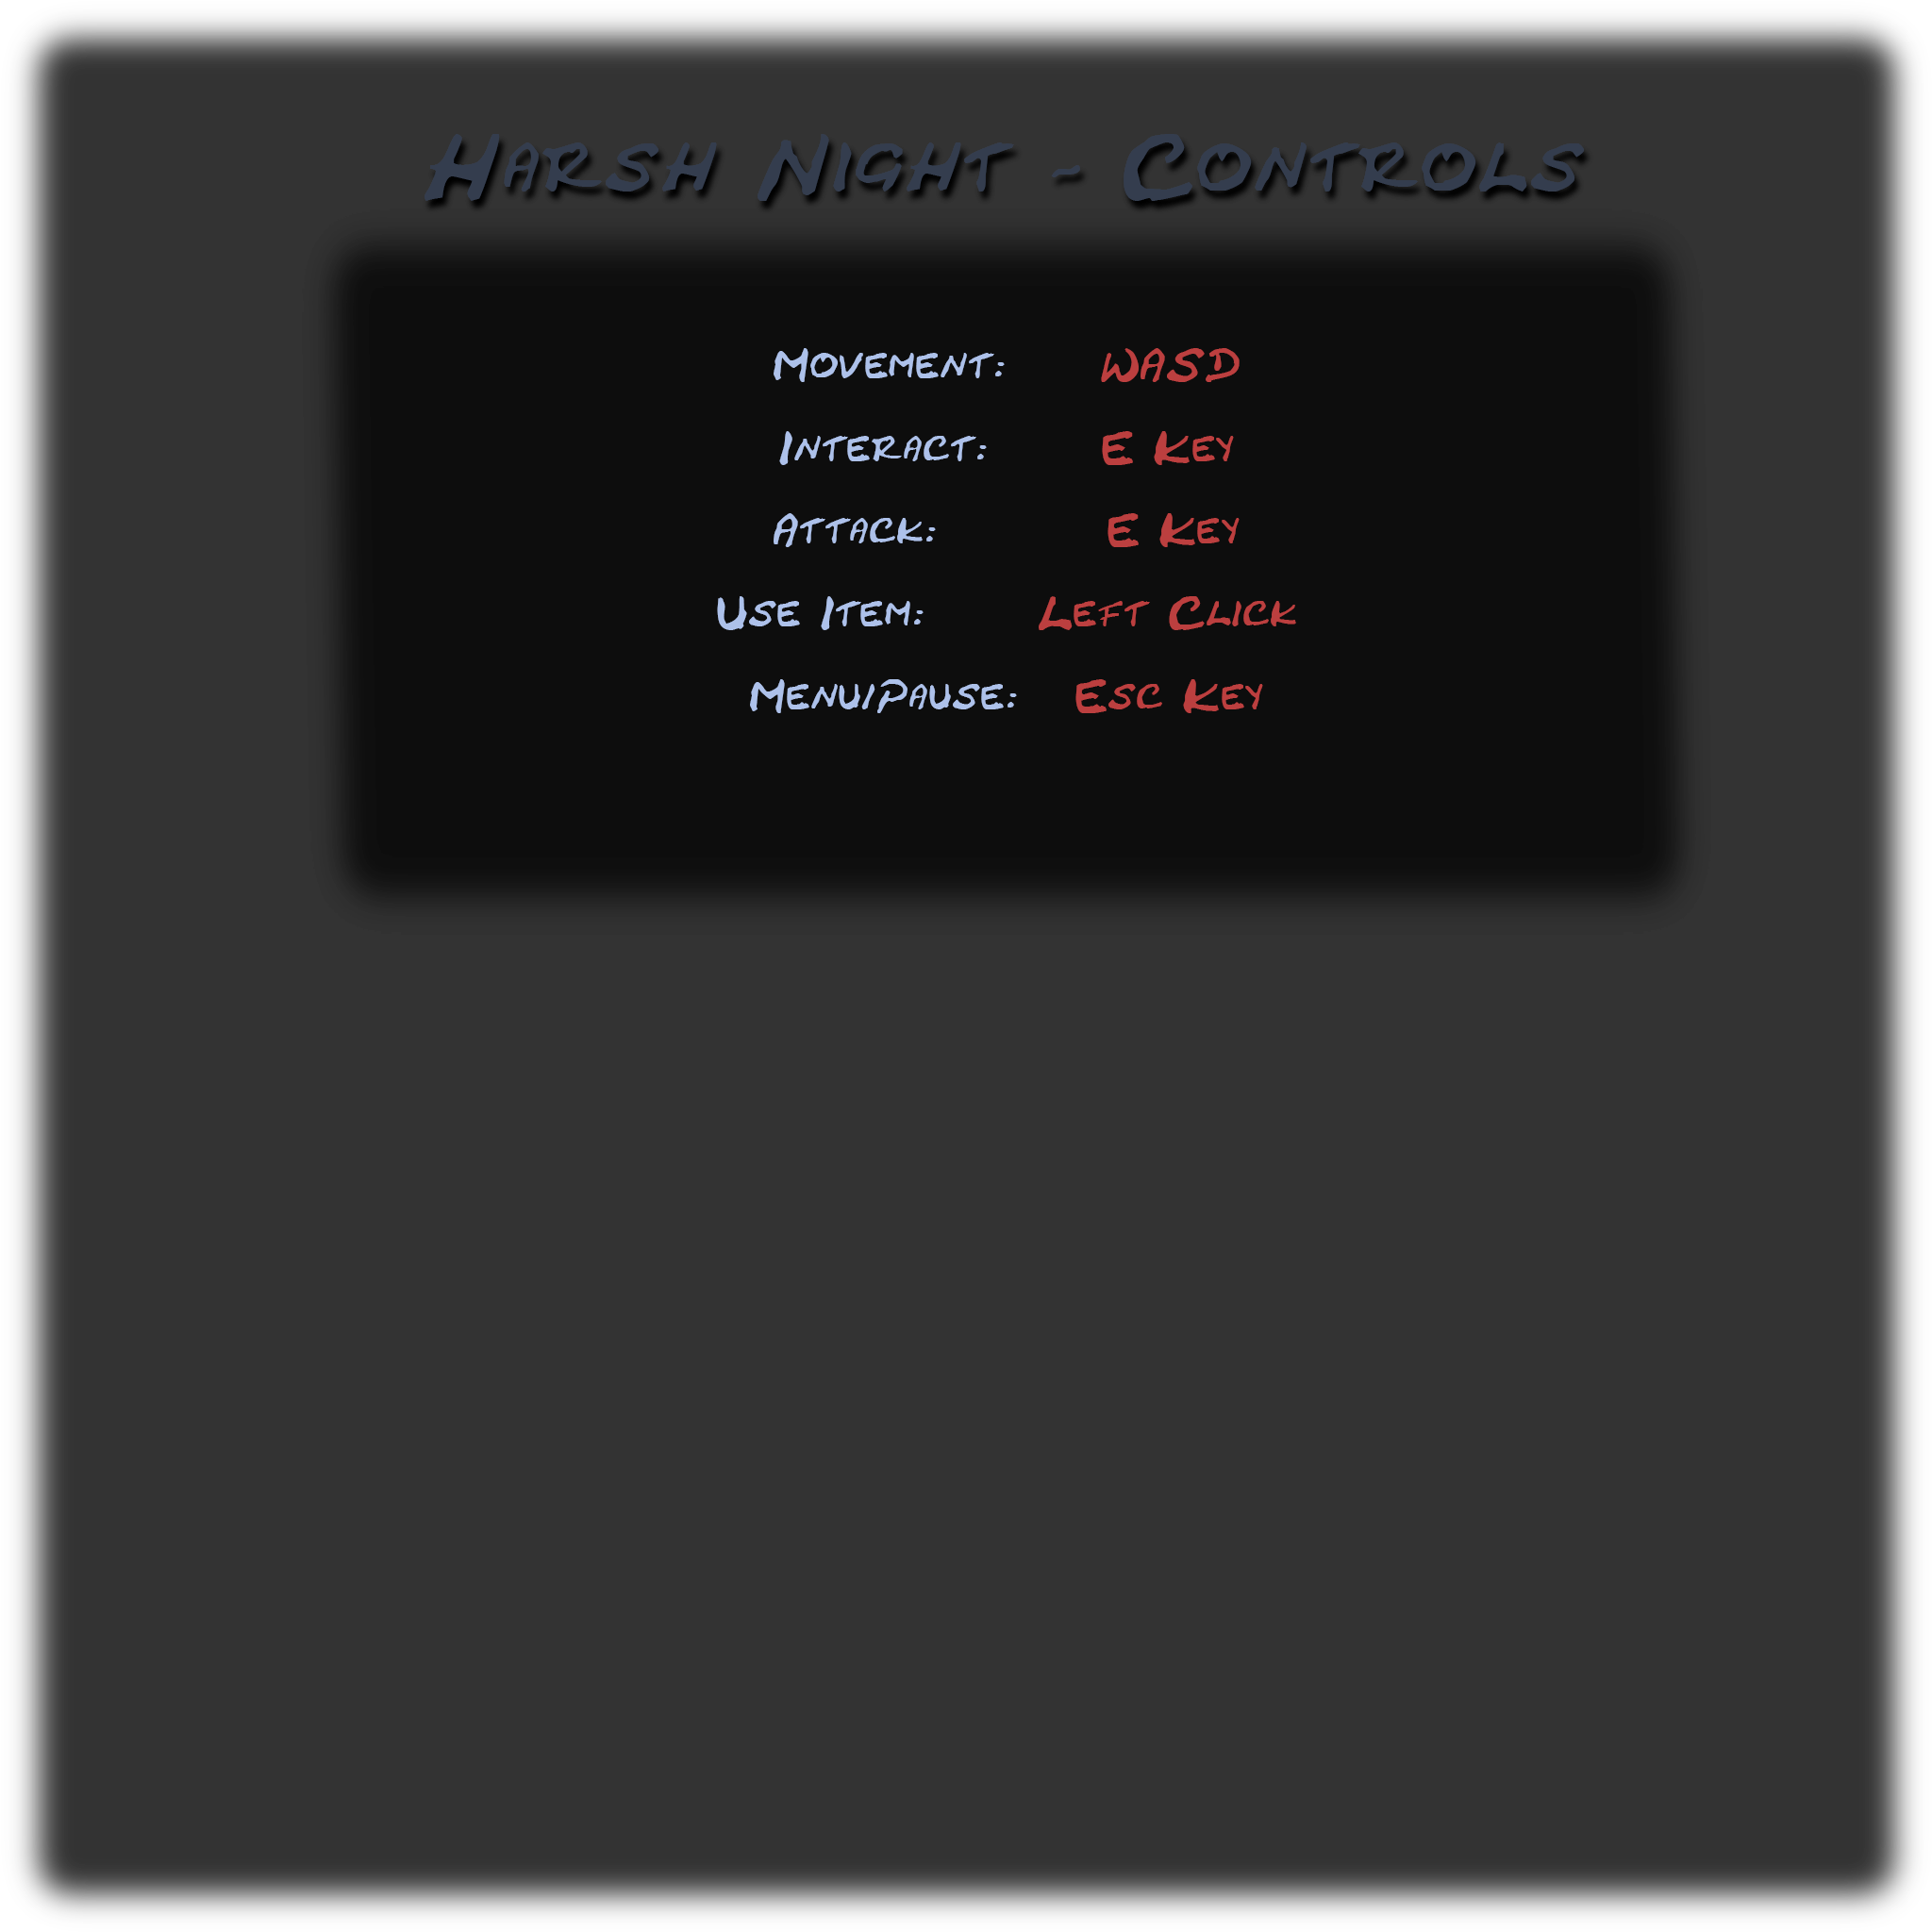 Harsh Night - Controls
Movement: WASD
Interact: E Key
Attack: E Key
Use Item: Left Click
Menu/Pause: Esc Key